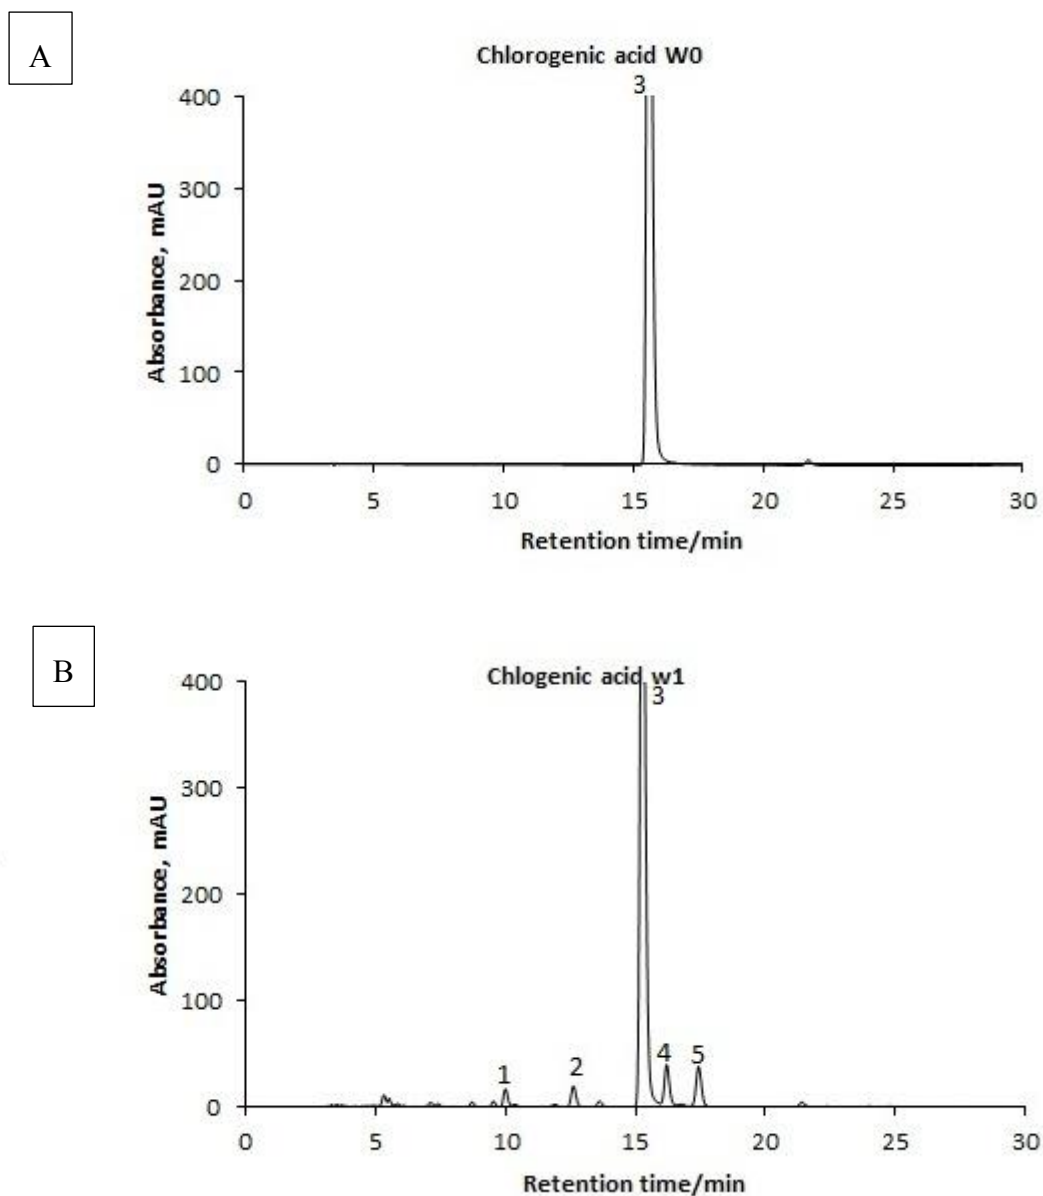 A
Chlorogenic acid W0
3
400
300
200
100
0
Absorbance, mAU
0 5 10 15 20 25 30
Retention time/min
B
Chlogenic acid w1
3
400
300
200
100
0
Absorbance, mAU
1 2 4 5
0 5 10 15 20 25 30
Retention time/min